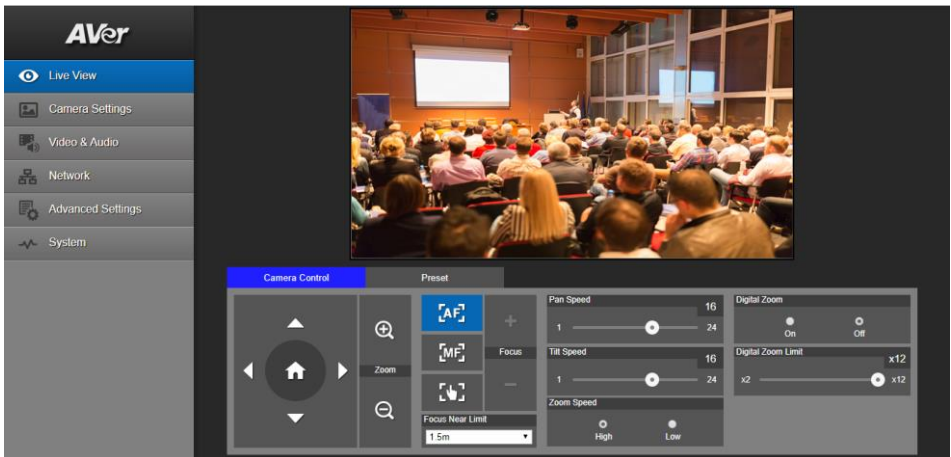 AVer
Live View
Camera Settings
Video & Audio
Network
Advanced Settings
System
Camera Control
Preset
Zoom
AF
MF
Focus
Focus Near Limit
1.5m
Pan Speed
16
1
24
Tilt Speed
16
1
24
Zoom Speed
High
Low
Digital Zoom
On
Off
Digital Zoom Limit
x12
x2
x12